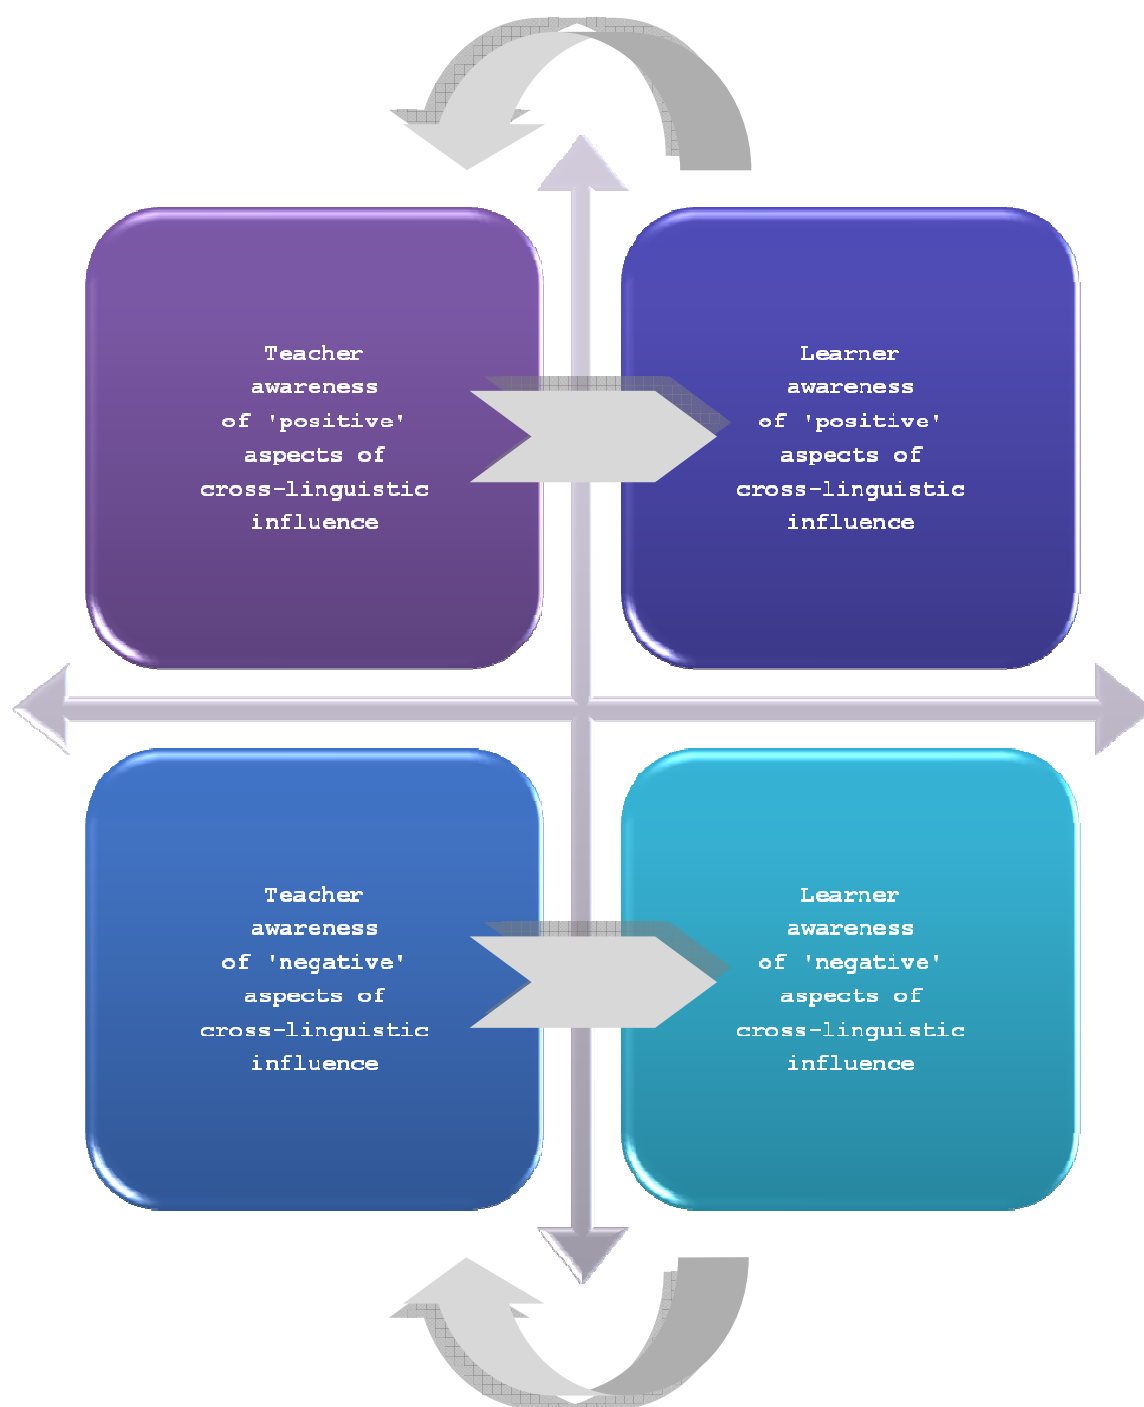 Teacher
awareness
of 'positive'
aspects of
cross-linguistic
influence
Learner
awareness
of 'positive'
aspects of
cross-linguistic
influence
Teacher
awareness
of 'negative'
aspects of
cross-linguistic
influence
Learner
awareness
of 'negative'
aspects of
cross-linguistic
influence